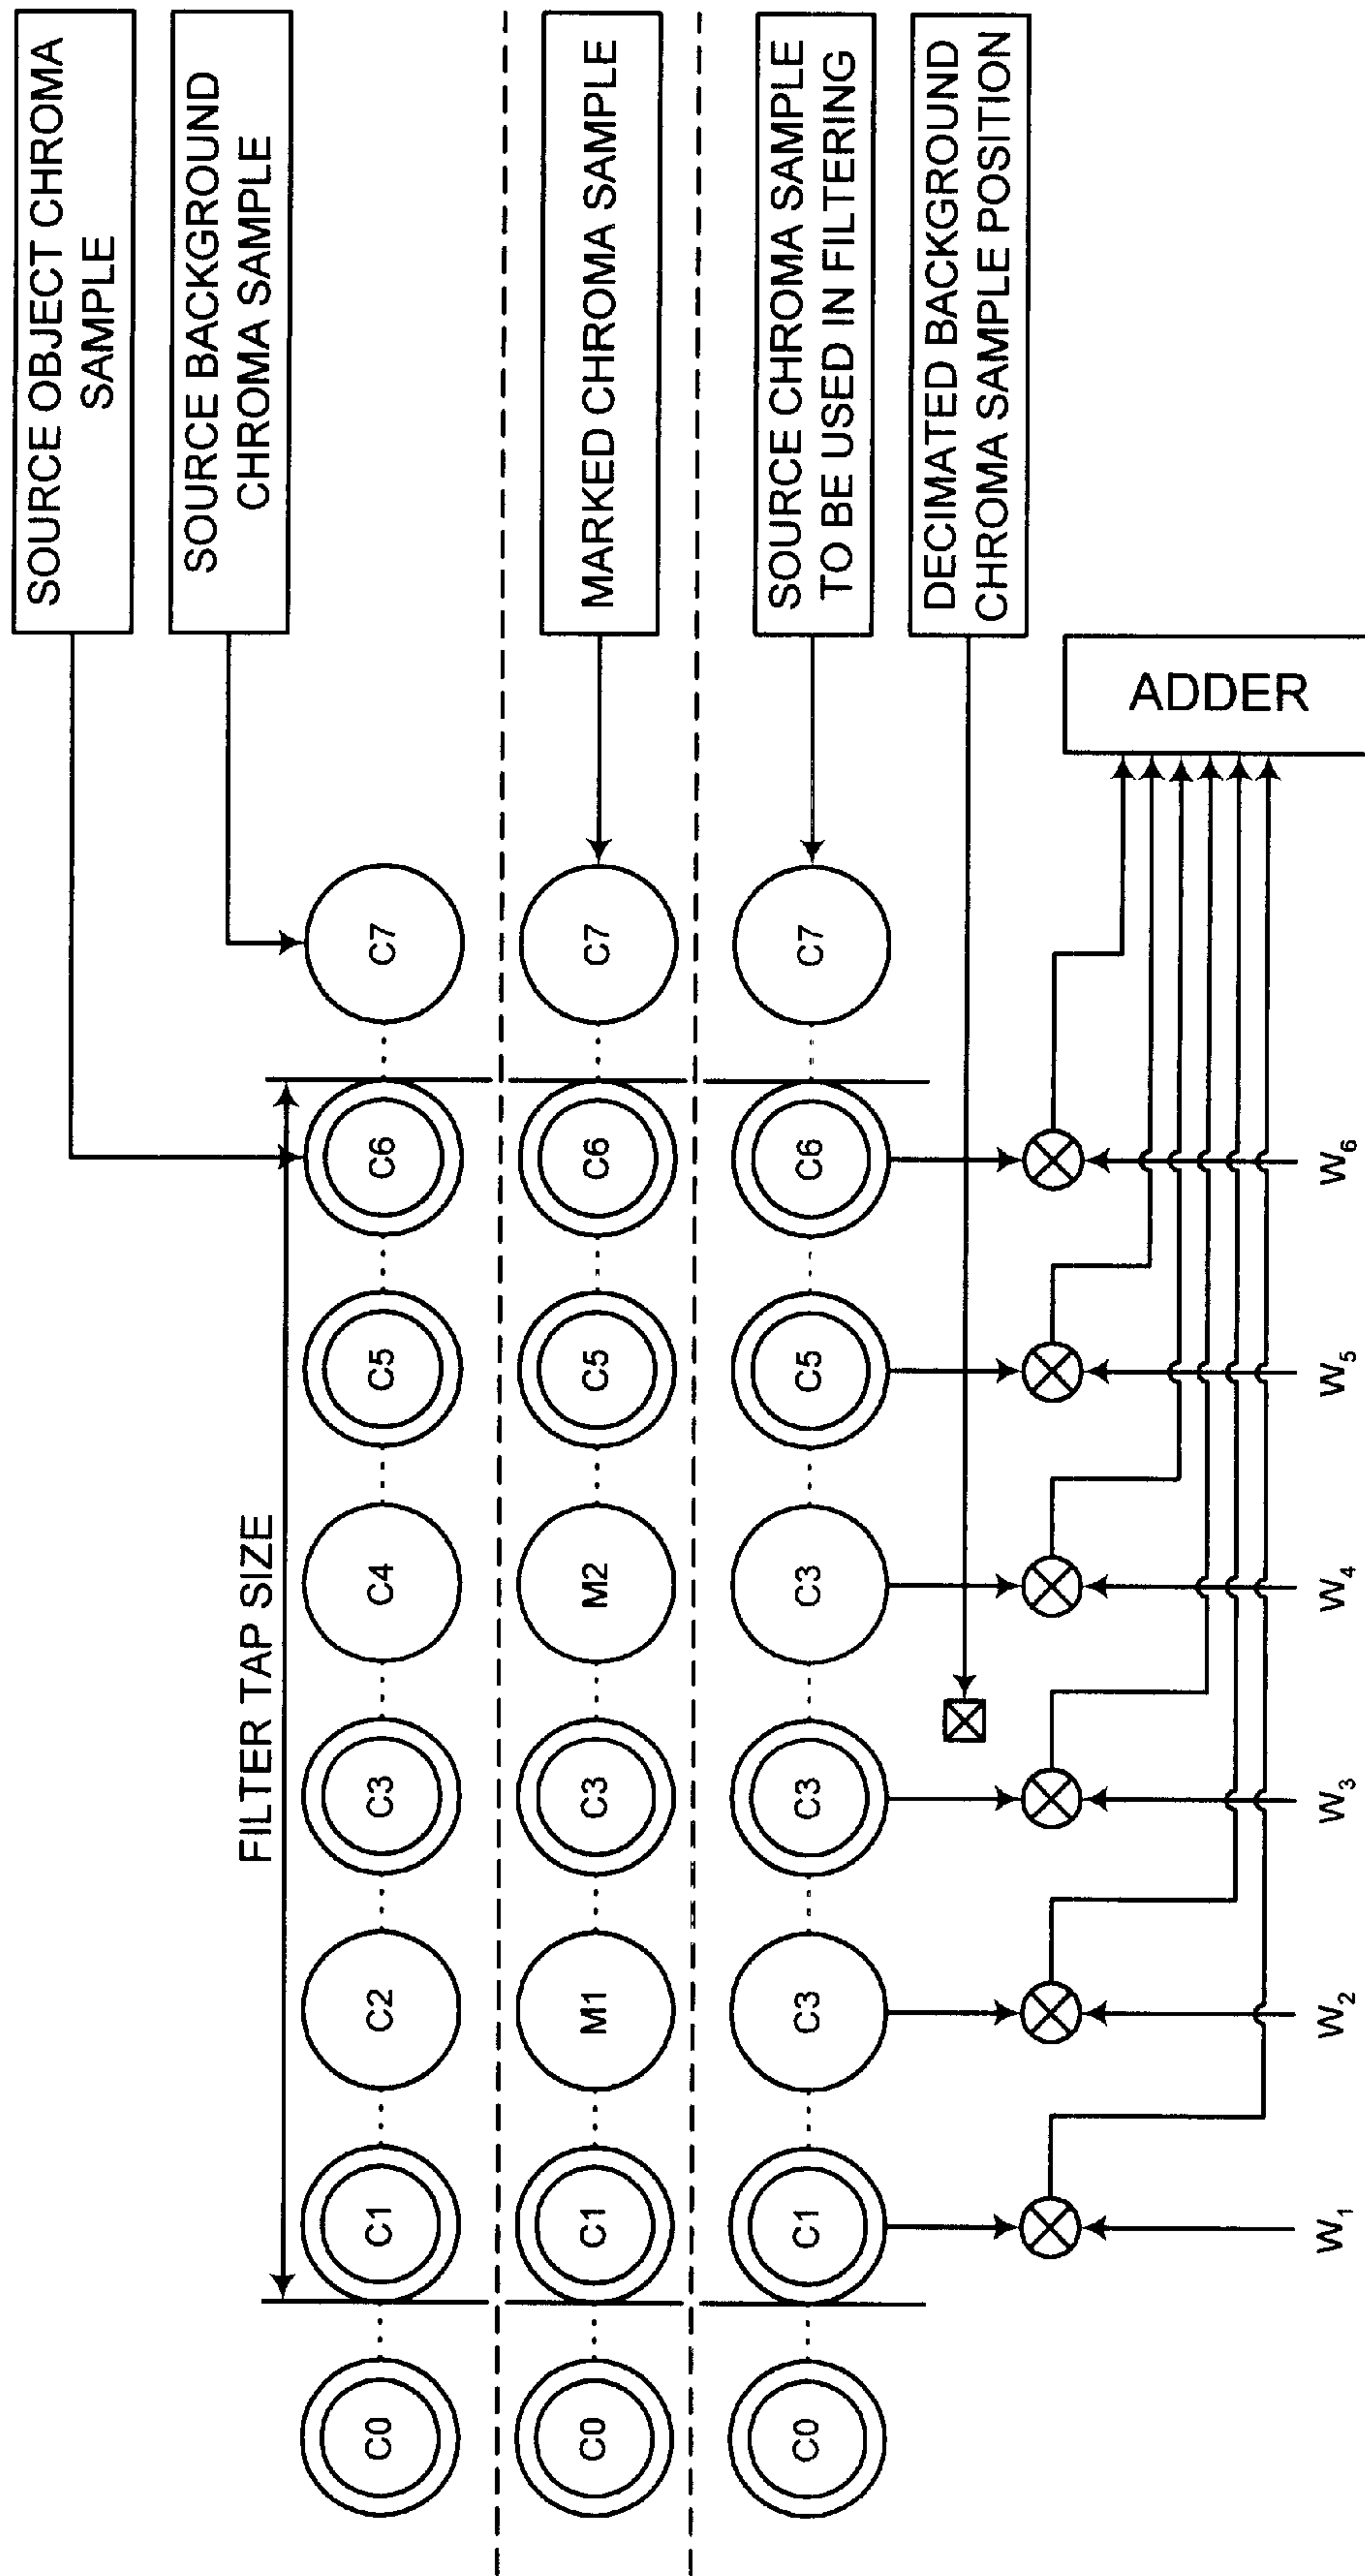 SOURCE OBJECT CHROMA
SAMPLE
SOURCE BACKGROUND
CHROMA SAMPLE
FILTER TAP SIZE
C0
C1
C2
C3
C4
C5
C6
C7
MARKED CHROMA SAMPLE
C0
C1
M1
C3
M2
C5
C6
C7
SOURCE CHROMA SAMPLE
TO BE USED IN FILTERING
C0
C1
C3
C3
C3
C5
C6
C7
DECIMATED BACKGROUND
CHROMA SAMPLE POSITION
ADDER
W1
W2
W3
W4
W5
W6